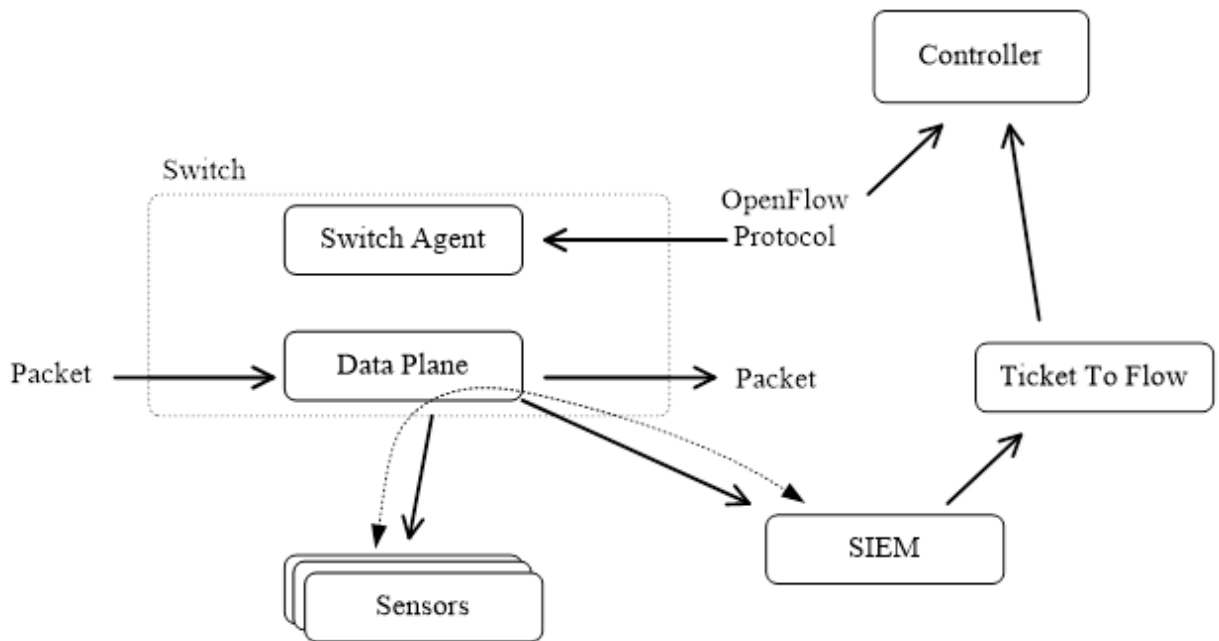 Controller
Switch
OpenFlow
Protocol
Switch Agent
Packet
Data Plane
Packet
Ticket To Flow
SIEM
Sensors